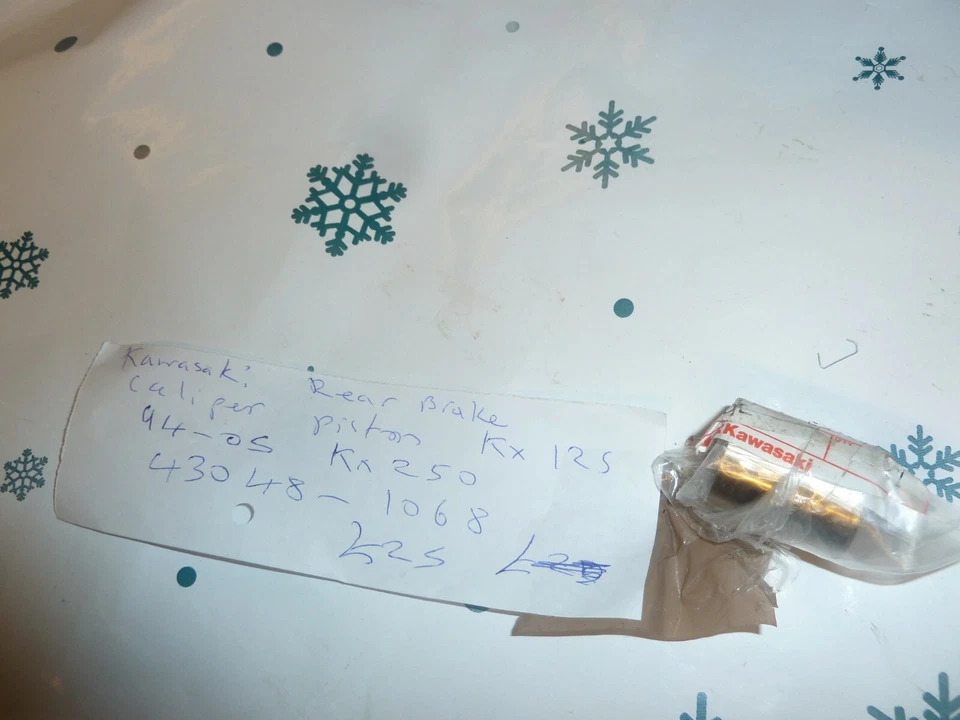 Kawasaki Rear Brake
Caliper Piston Kx 125
94-05 Kx 250
43048-1068
£25
Kawasaki